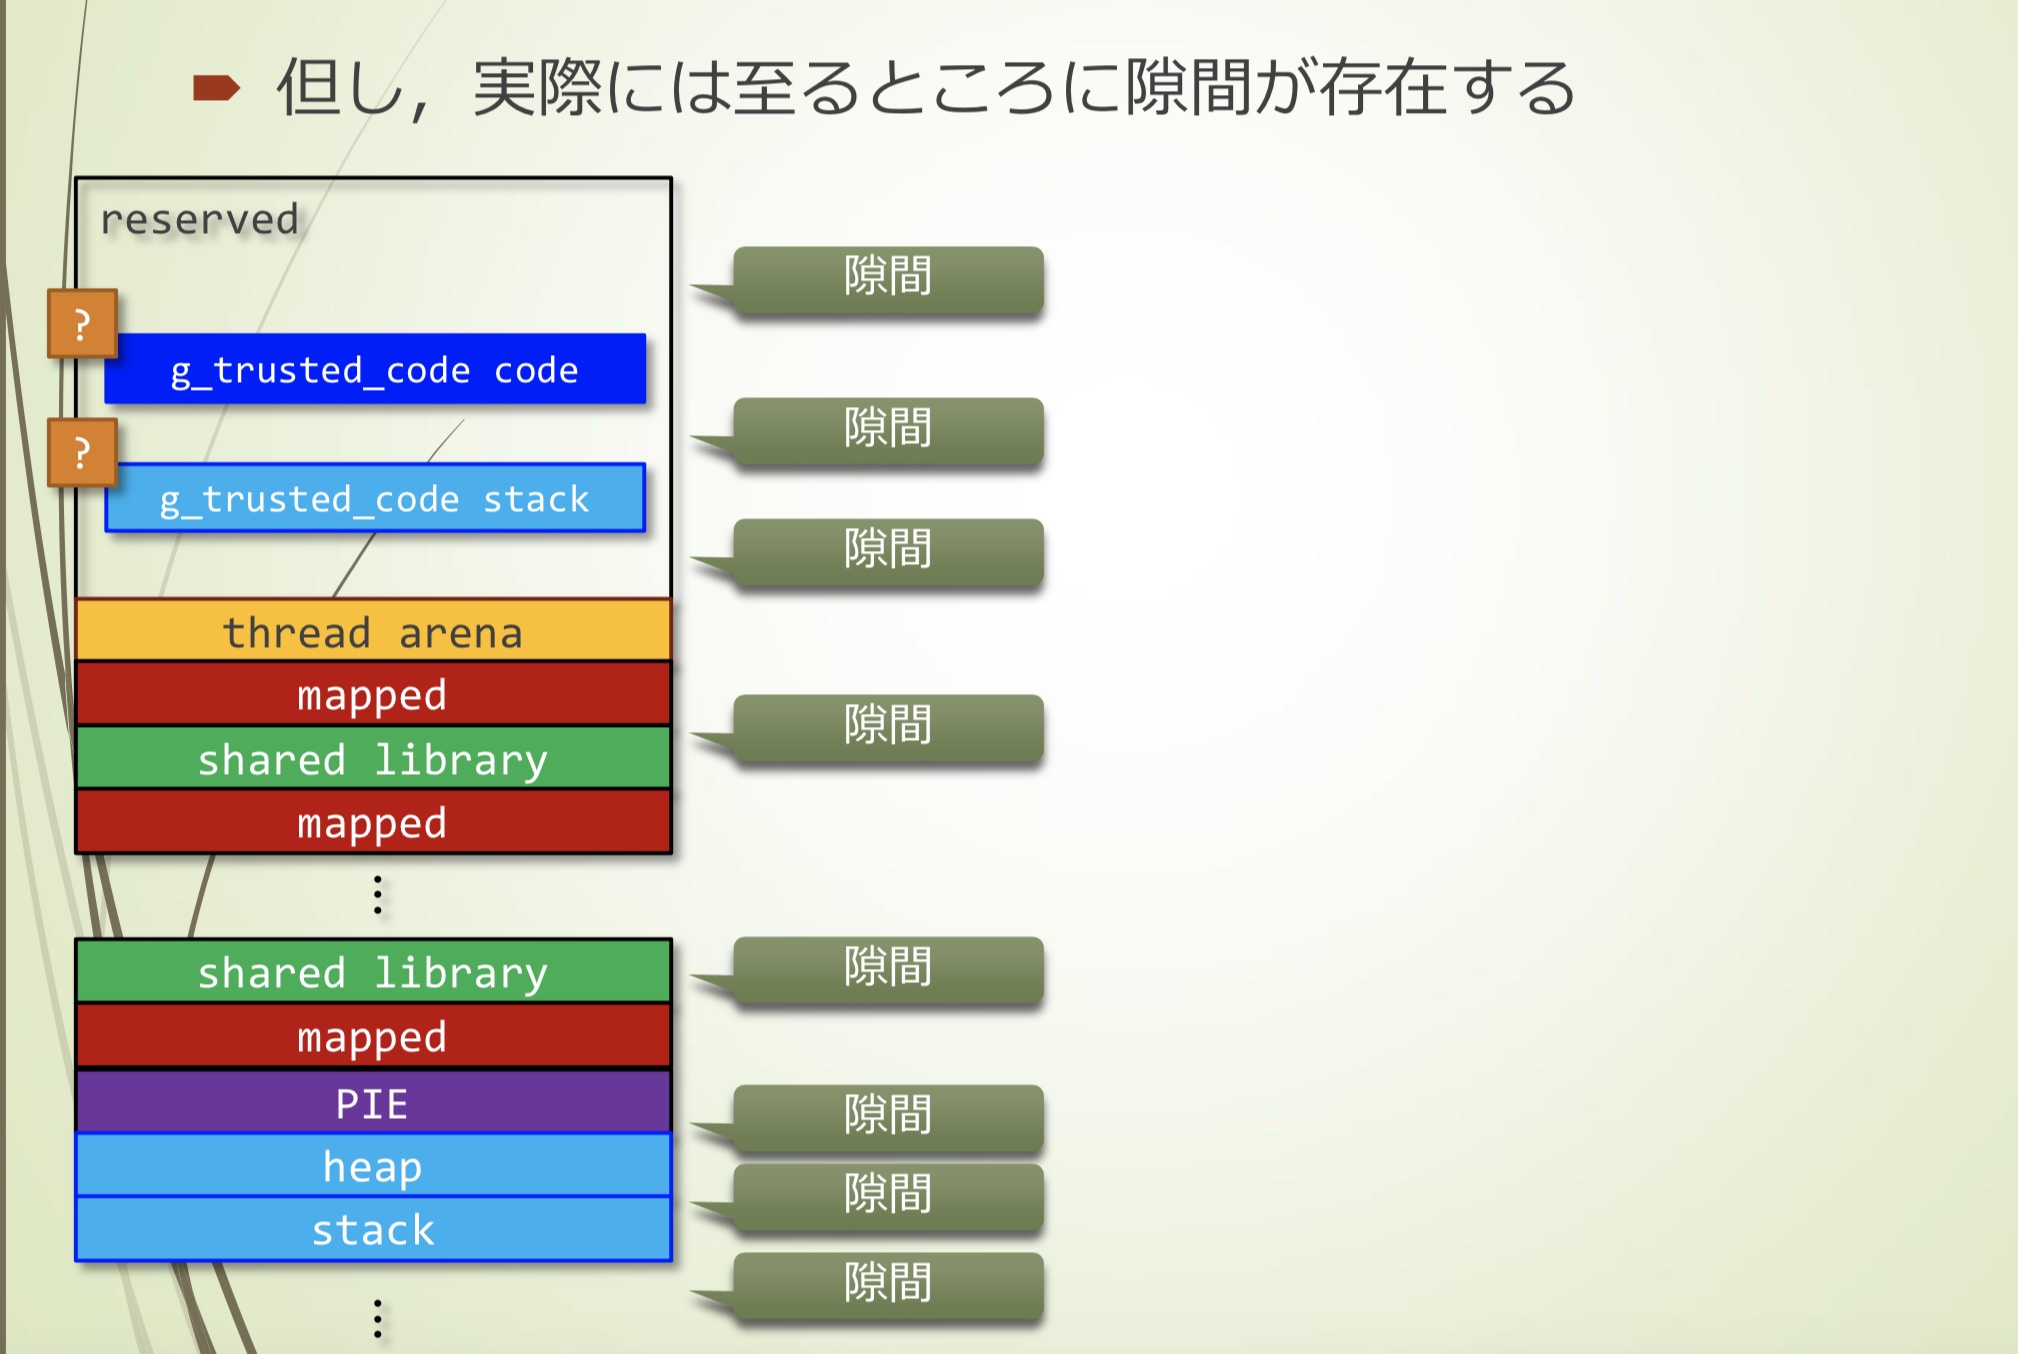 但し，実際には至るところに隙間が存在する
reserved
隙間
?
g_trusted_code code
隙間
?
g_trusted_code stack
隙間
thread arena
mapped
隙間
shared library
mapped
⋮
shared library
隙間
mapped
PIE
隙間
heap
隙間
stack
隙間
⋮